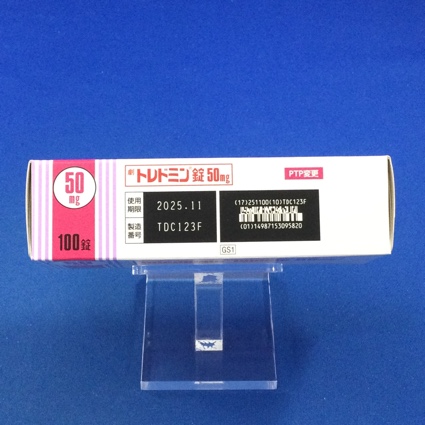 50
mg
100錠
劇 トレドミン®錠50mg
PTP変更
使用
期限
2025.11
製造
番号
TDC123F
(17)251100(10)TDC123F
(01)14987153095820
GS1